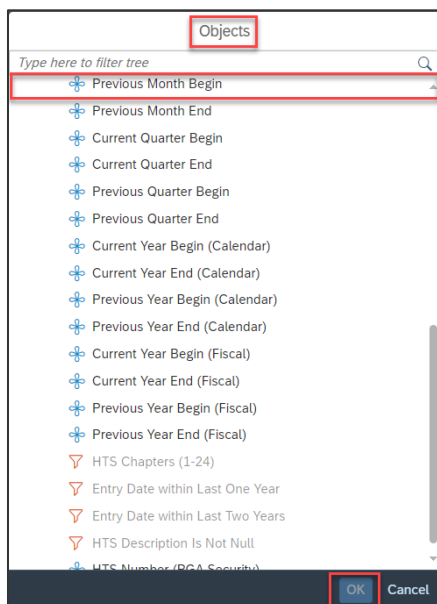 Objects
Type here to filter tree
Previous Month Begin
Previous Month End
Current Quarter Begin
Current Quarter End
Previous Quarter Begin
Previous Quarter End
Current Year Begin (Calendar)
Current Year End (Calendar)
Previous Year Begin (Calendar)
Previous Year End (Calendar)
Current Year Begin (Fiscal)
Current Year End (Fiscal)
Previous Year Begin (Fiscal)
Previous Year End (Fiscal)
HTS Chapters (1-24)
Entry Date within Last One Year
Entry Date within Last Two Years
HTS Description Is Not Null
HTS Number (PGA Security)
OK Cancel